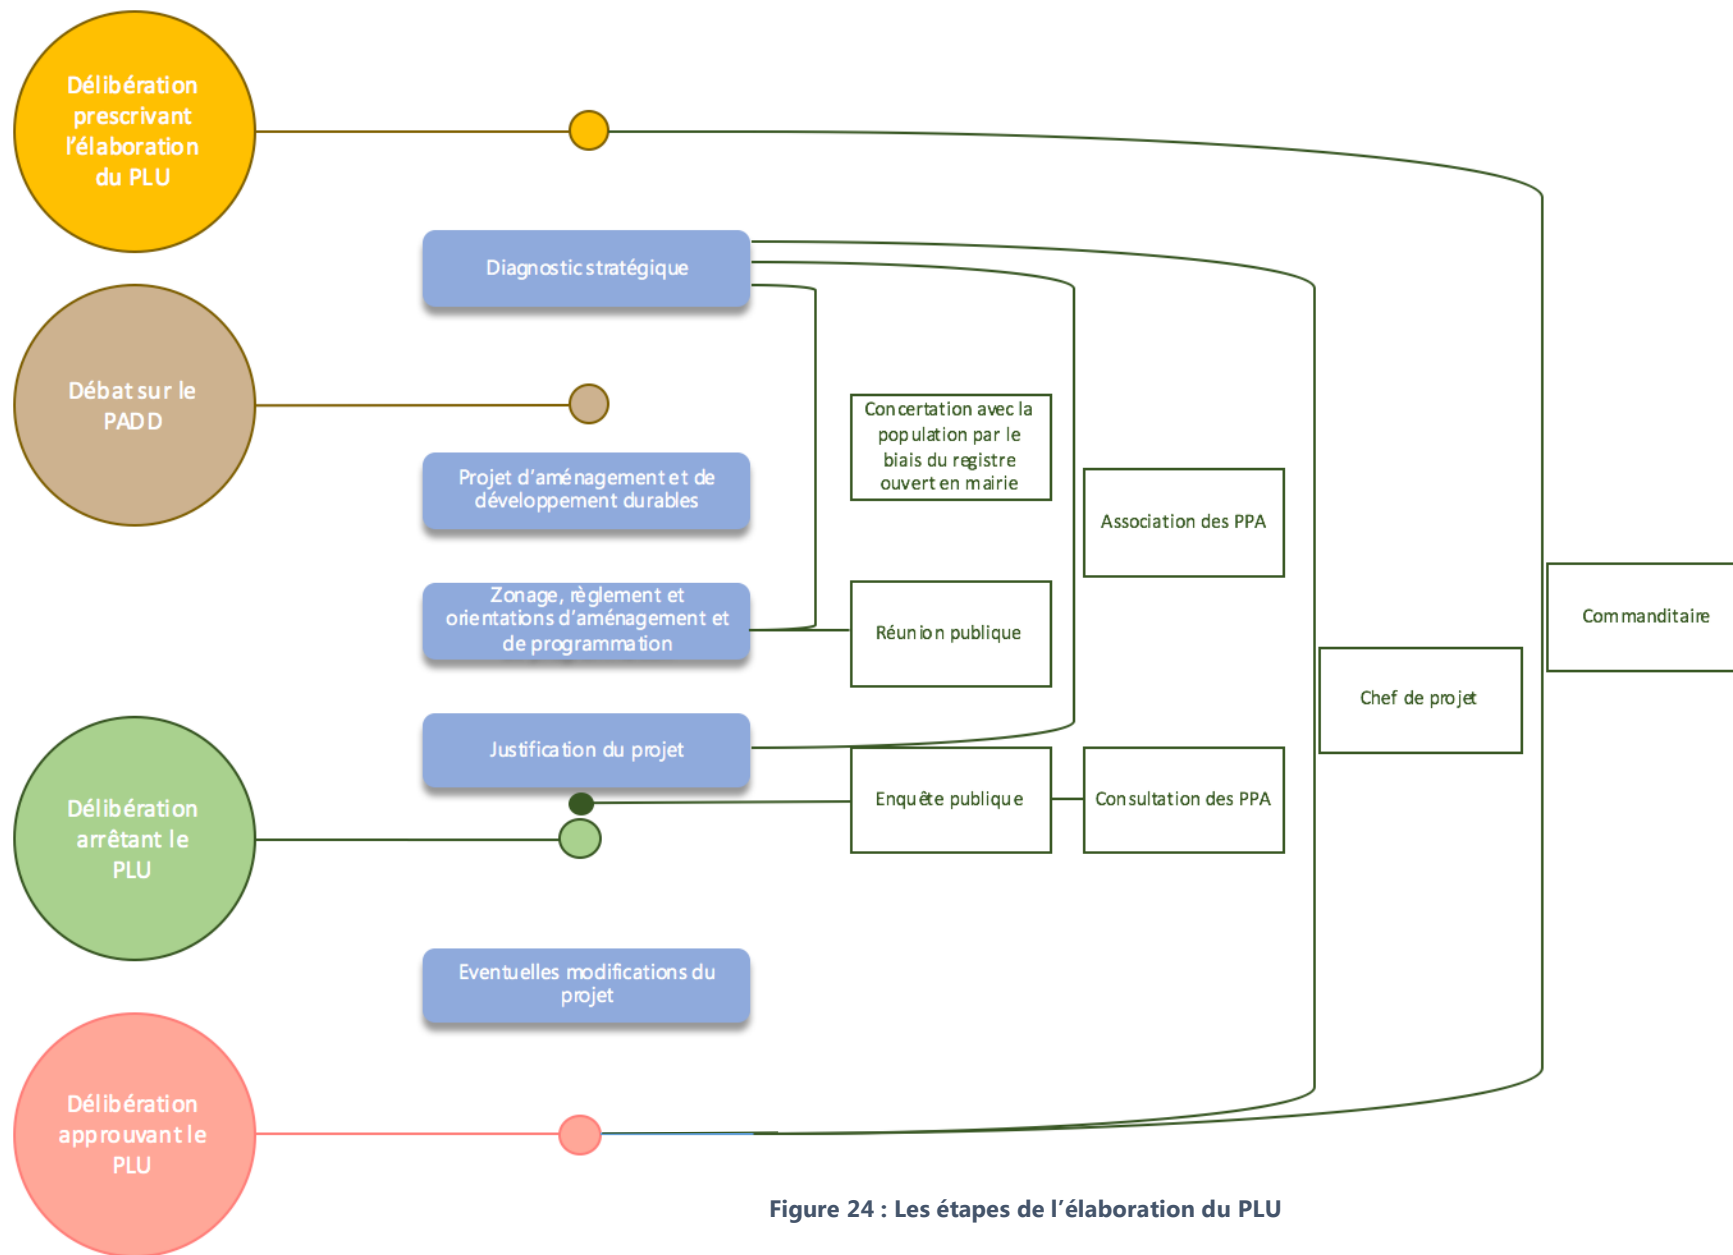 Délibération
prescrivant
l'élaboration
du PLU
Diagnostic stratégique
Débat sur le
PADD
Concertation avec la
population par le
biais du registre
ouvert en mairie
Projet d'aménagement et de
développement durables
Association des PPA
Zonage, règlement et
orientations d'aménagement et
de programmation
Réunion publique
Commanditaire
Chef de projet
Justification du projet
Délibération
arrêtant le
PLU
Enquête publique
Consultation des PPA
Eventuelles modifications du
projet
Délibération
approuvant le
PLU
Figure 24 : Les étapes de l'élaboration du PLU